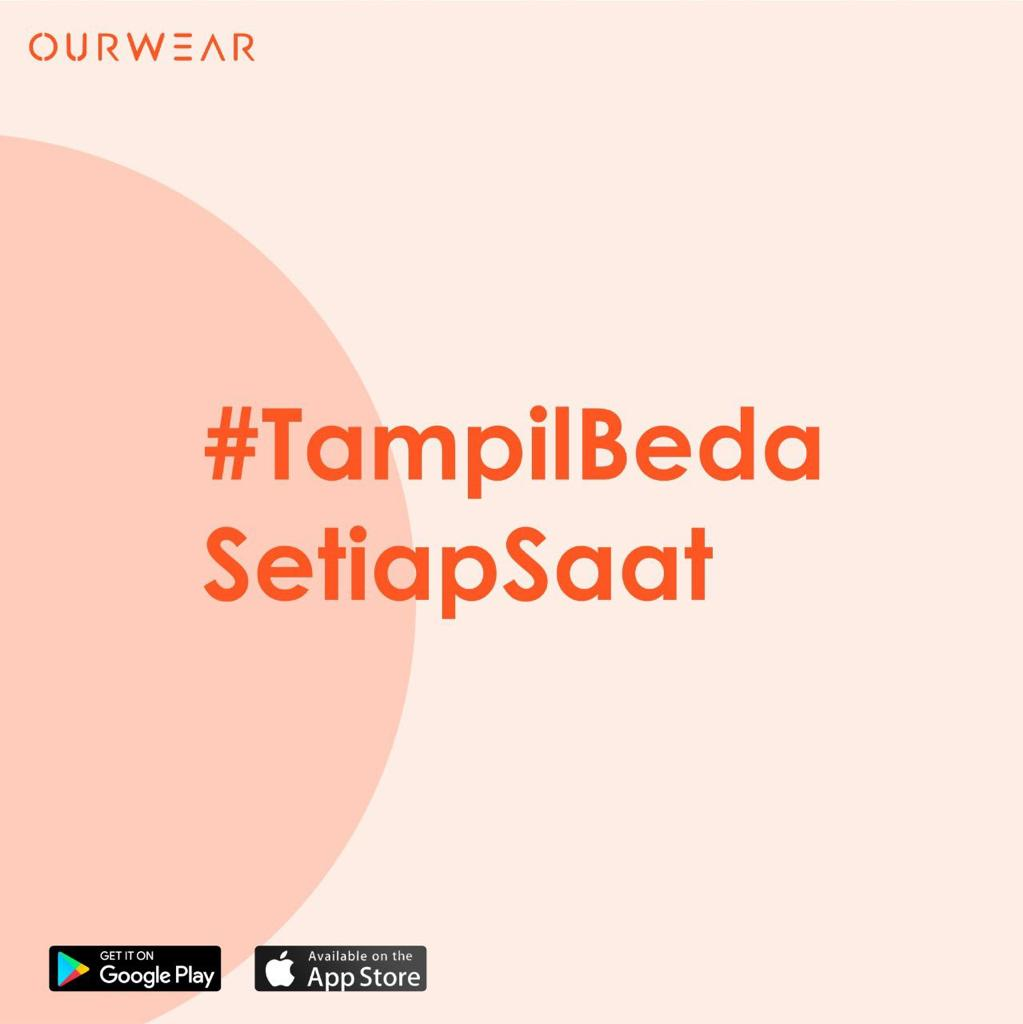 OURWEAR
#TampilBeda
SetiapSaat
GET IT ON
Google Play
Available on the
App Store